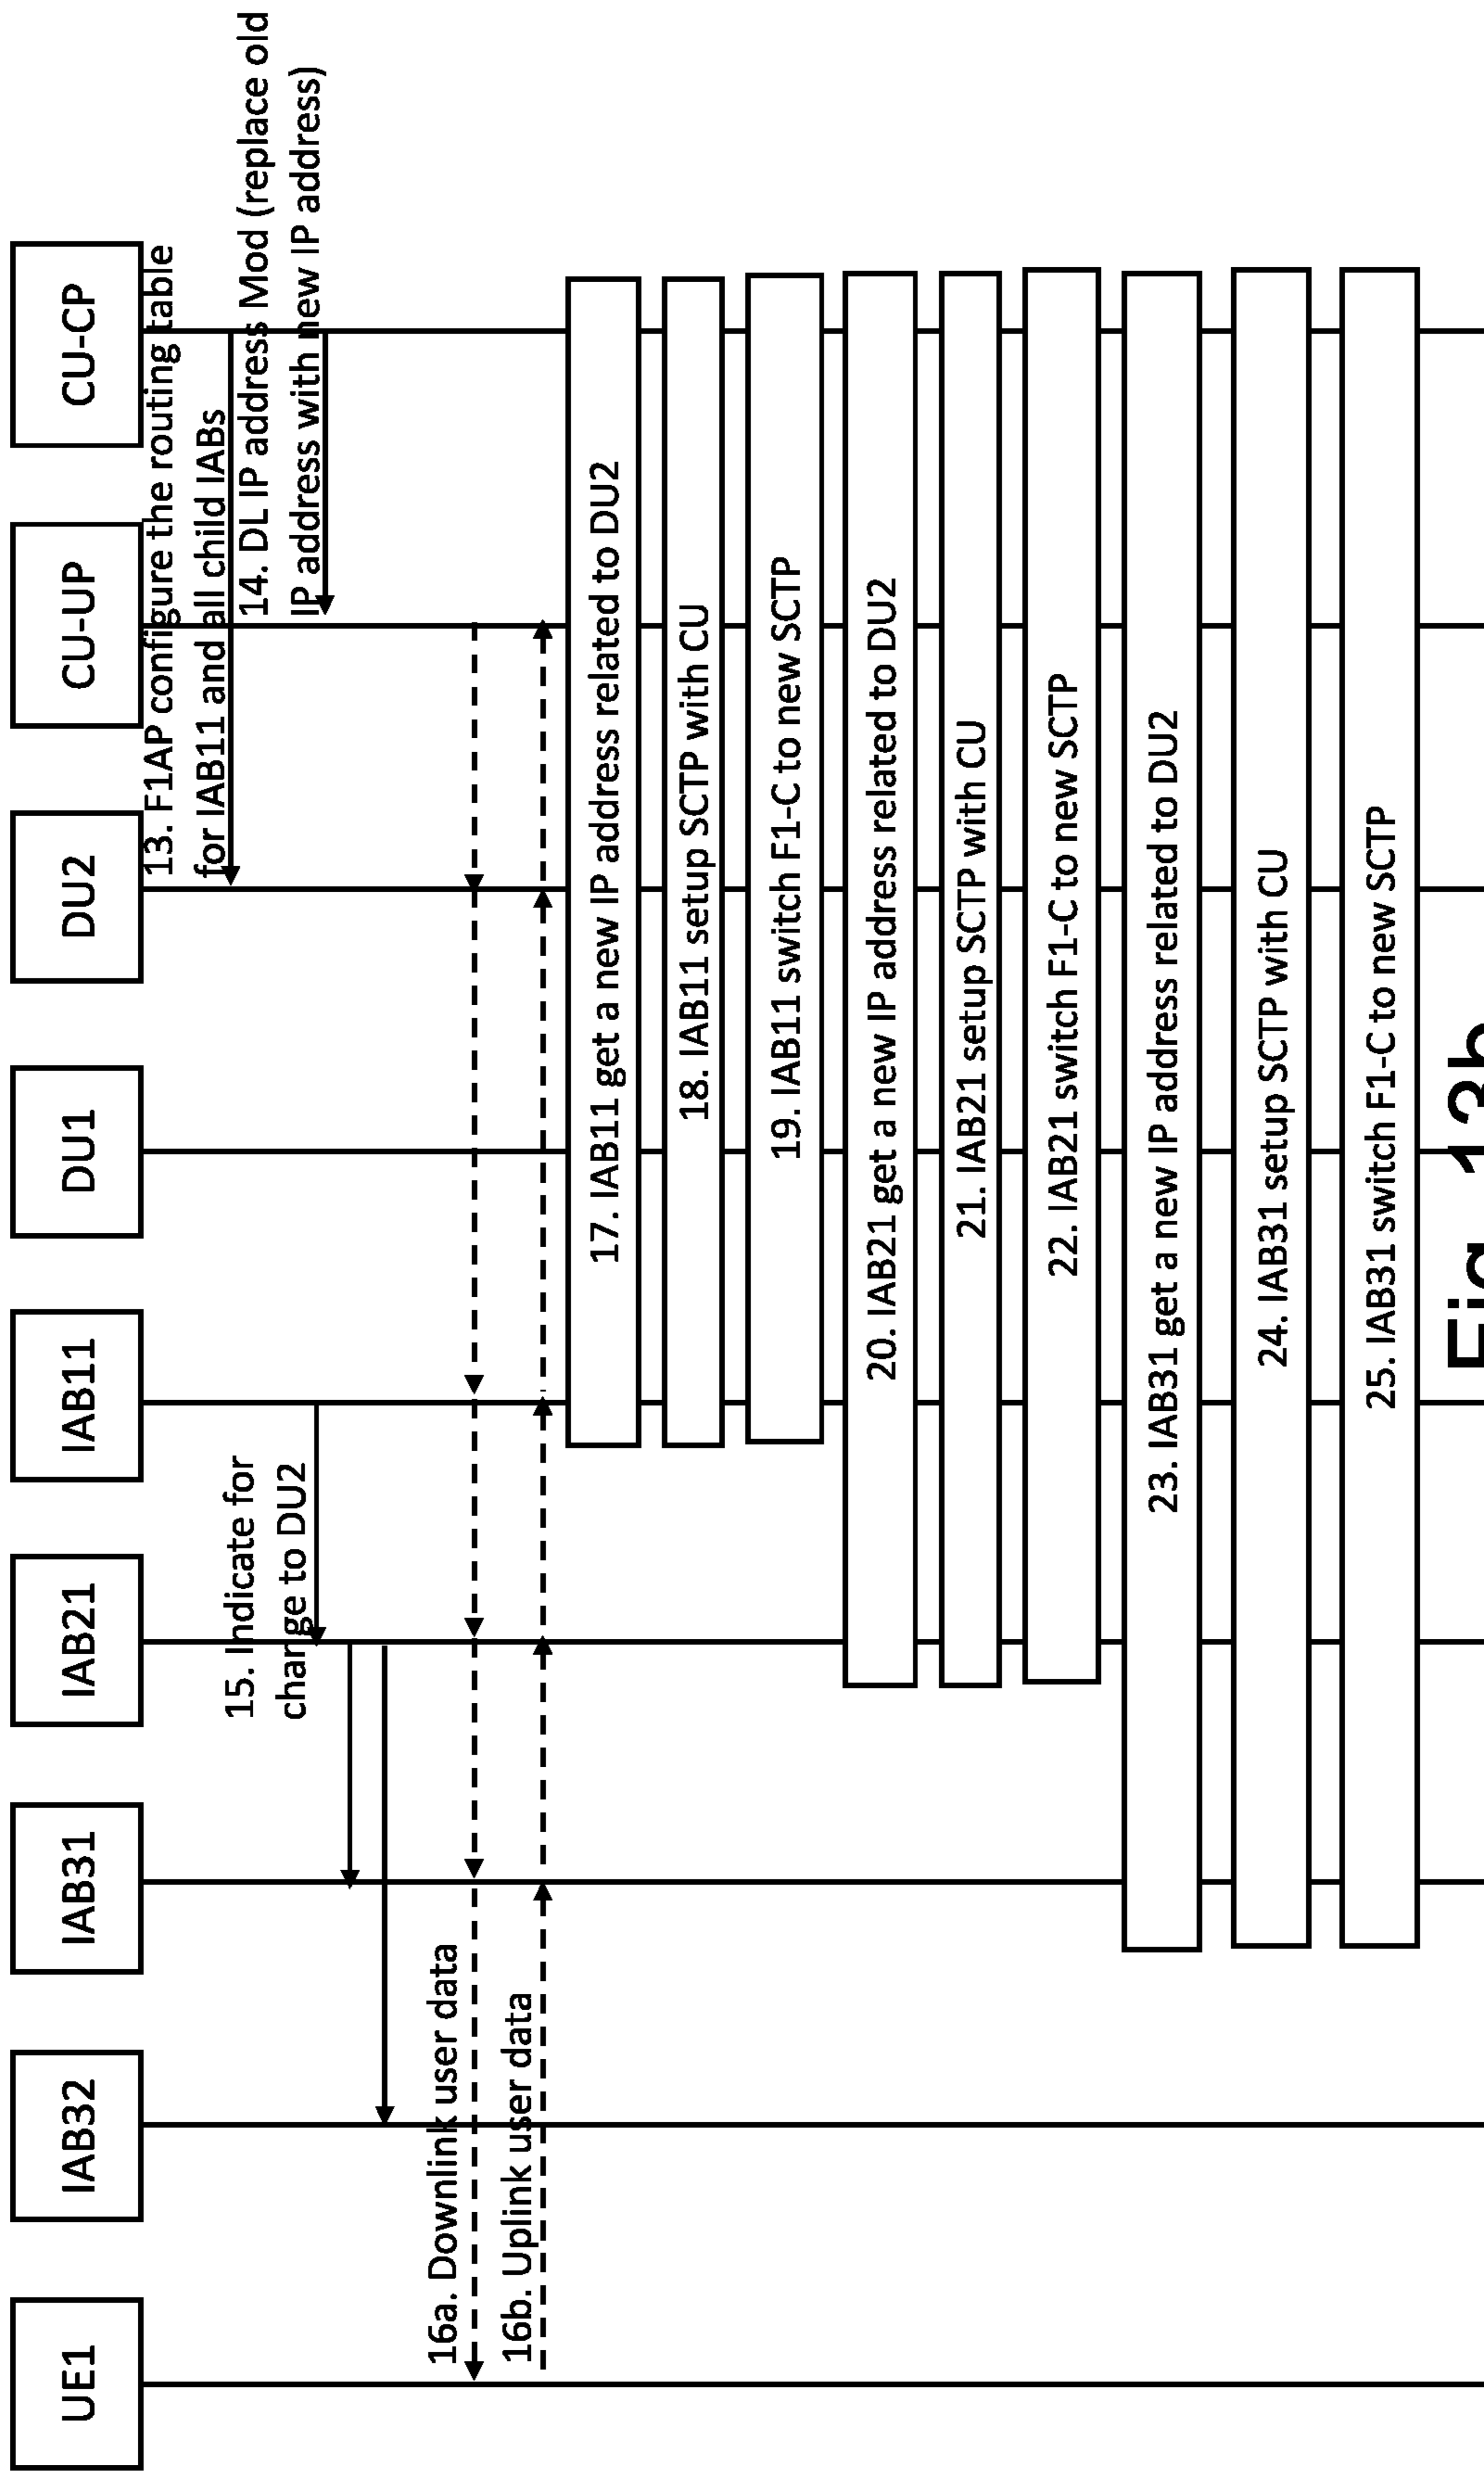 UE1
IAB32
IAB31
IAB21
IAB11
DU1
DU2
CU-UP
CU-CP
13. F1AP configure the routing table
for IAB11 and all child IABs
14. DL IP address Mod (replace old
IP address with new IP address)
15. Indicate for
change to DU2
16a. Downlink user data
16b. Uplink user data
17. IAB11 get a new IP address related to DU2
18. IAB11 setup SCTP with CU
19. IAB11 switch F1-C to new SCTP
20. IAB21 get a new IP address related to DU2
21. IAB21 setup SCTP with CU
22. IAB21 switch F1-C to new SCTP
23. IAB31 get a new IP address related to DU2
24. IAB31 setup SCTP with CU
25. IAB31 switch F1-C to new SCTP
Fig 13b